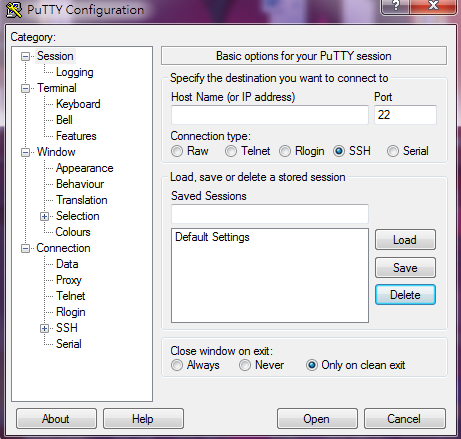 PuTTY Configuration
Category:
Session
Logging
Terminal
Keyboard
Bell
Features
Window
Appearance
Behaviour
Translation
Selection
Colours
Connection
Data
Proxy
Telnet
Rlogin
SSH
Serial
Basic options for your PuTTY session
Specify the destination you want to connect to
Host Name (or IP address) Port
22
Connection type:
Raw Telnet Rlogin SSH Serial
Load, save or delete a stored session
Saved Sessions
Default Settings
Load
Save
Delete
Close window on exit:
Always Never Only on clean exit
About Help Open Cancel